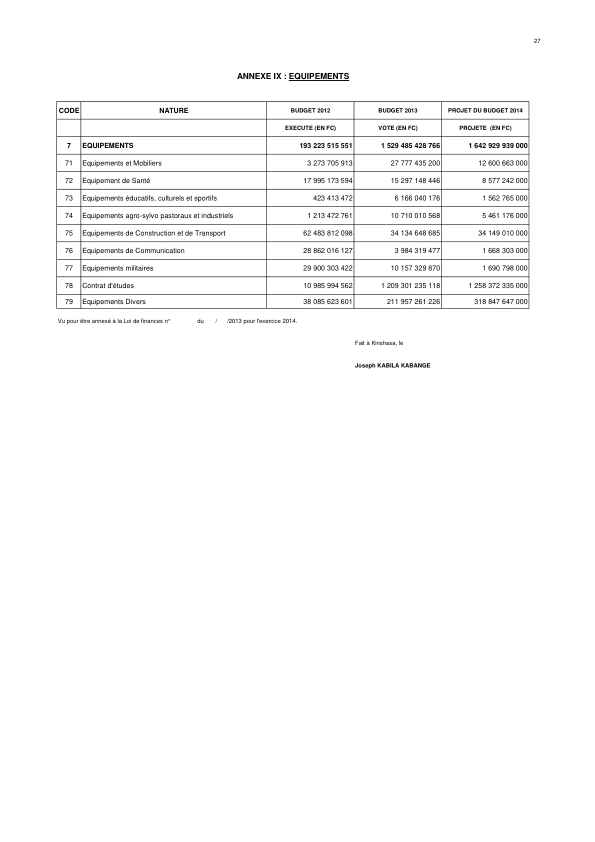 27
ANNEXE IX : EQUIPEMENTS
CODE NATURE BUDGET 2012 BUDGET 2013 PROJET DU BUDGET 2014
EXECUTE (EN FC) VOTE (EN FC) PROJETE (EN FC)
7 EQUIPEMENTS 193 223 515 551 1 529 485 428 766 1 642 929 939 000
71 Equipements et Mobiliers 3 273 705 913 27 777 435 200 12 600 663 000
72 Equipement de Santé 17 995 173 594 15 297 148 446 8 577 242 000
73 Equipements éducatifs, culturels et sportifs 423 413 472 6 166 040 176 1 562 765 000
74 Equipements agro-sylvo pastoraux et industriels 1 213 472 761 10 710 010 568 5 461 176 000
75 Equipements de Construction et de Transport 62 483 812 098 34 134 648 685 34 149 010 000
76 Equipements de Communication 28 862 016 127 3 984 319 477 1 668 303 000
77 Equipements militaires 29 900 303 422 10 157 329 870 1 690 798 000
78 Contrat d'études 10 985 994 562 1 209 301 235 118 1 258 372 335 000
79 Equipements Divers 38 085 623 601 211 957 261 226 318 847 647 000
Vu pour être annexé à la Loi de finances n° du / /2013 pour l'exercice 2014.
Fait à Kinshasa, le
Joseph KABILA KABANGE